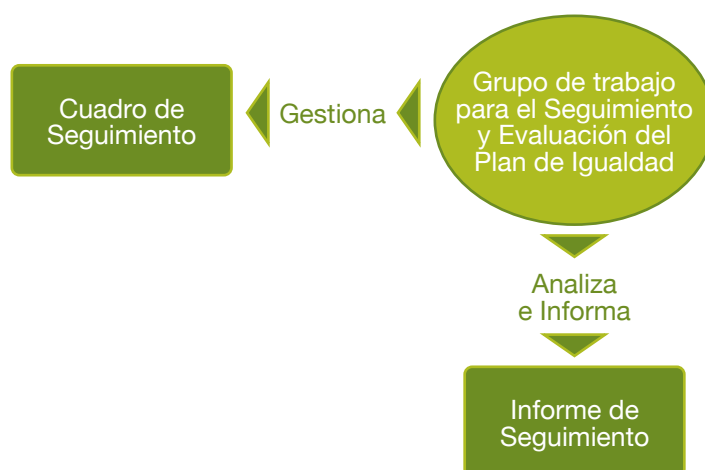 Cuadro de
Seguimiento
Gestiona
Grupo de trabajo
para el Seguimiento
y Evaluación del
Plan de Igualdad
Analiza
e Informa
Informe de
Seguimiento